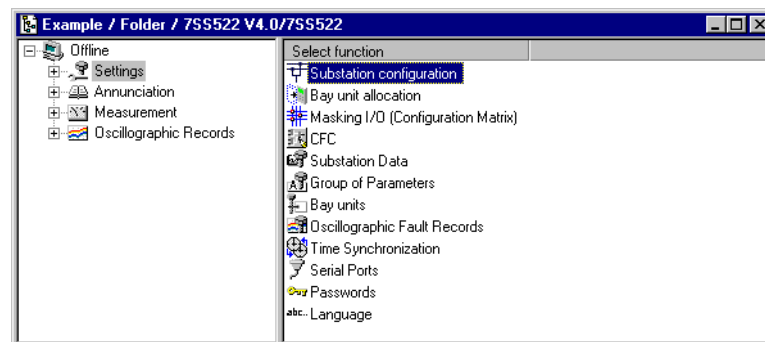 Example / Folder / 7SS522 V4.0/7SS522
Offline
Settings
Annunciation
Measurement
Oscillographic Records
Select function
Substation configuration
Bay unit allocation
Masking I/O (Configuration Matrix)
CFC
Substation Data
Group of Parameters
Bay units
Oscillographic Fault Records
Time Synchronization
Serial Ports
Passwords
abc.. Language